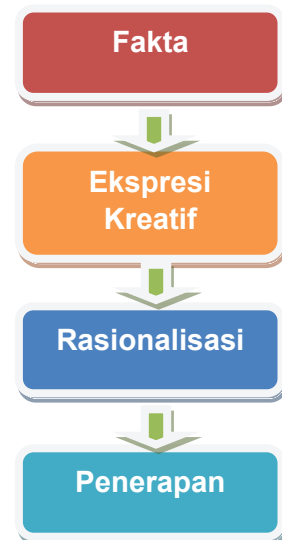 Fakta
Ekspresi
Kreatif
Rasionalisasi
Penerapan